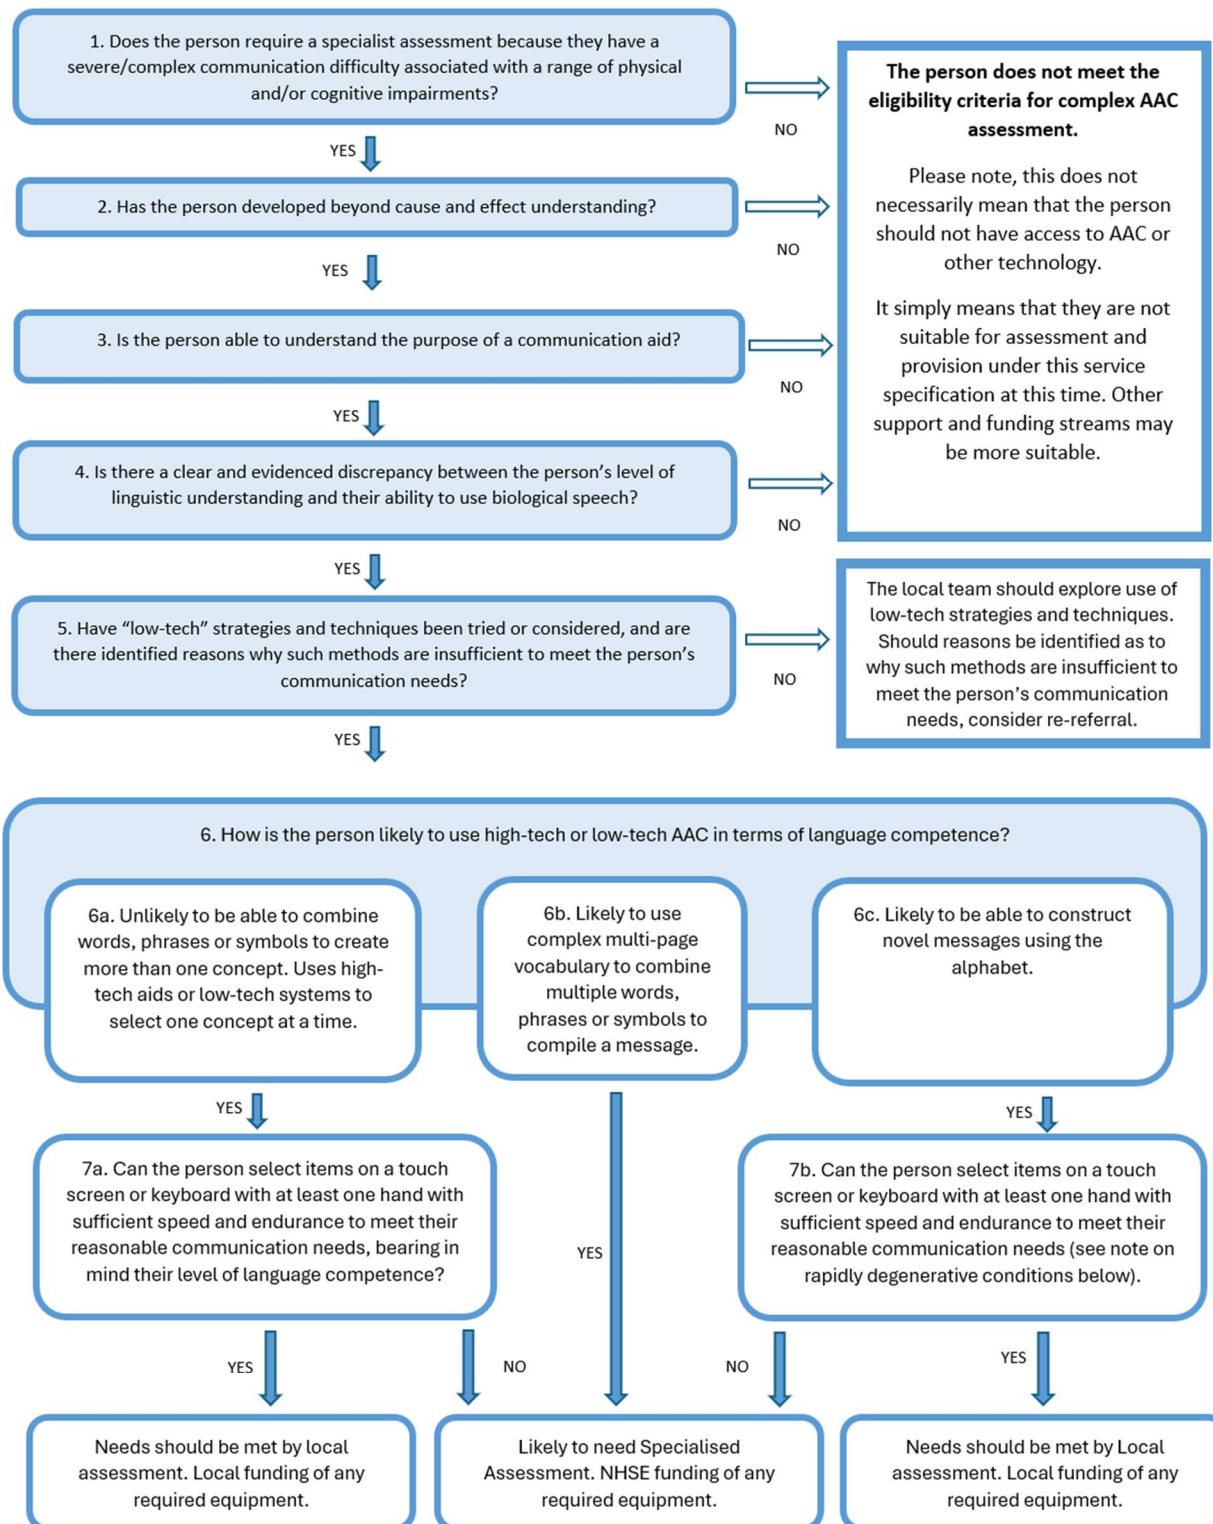 1. Does the person require a specialist assessment because they have a
severe/complex communication difficulty associated with a range of physical
and/or cognitive impairments?
NO
YES
The person does not meet the
eligibility criteria for complex AAC
assessment.
Please note, this does not
necessarily mean that the person
should not have access to AAC or
other technology.
It simply means that they are not
suitable for assessment and
provision under this service
specification at this time. Other
support and funding streams may
be more suitable.
2. Has the person developed beyond cause and effect understanding?
NO
YES
3. Is the person able to understand the purpose of a communication aid?
NO
YES
4. Is there a clear and evidenced discrepancy between the person’s level of
linguistic understanding and their ability to use biological speech?
NO
YES
5. Have “low-tech” strategies and techniques been tried or considered, and are
there identified reasons why such methods are insufficient to meet the person’s
communication needs?
NO
YES
The local team should explore use of
low-tech strategies and techniques.
Should reasons be identified as to
why such methods are insufficient to
meet the person’s communication
needs, consider re-referral.
6. How is the person likely to use high-tech or low-tech AAC in terms of language competence?
6a. Unlikely to be able to combine
words, phrases or symbols to create
more than one concept. Uses high-
tech aids or low-tech systems to
select one concept at a time.
6b. Likely to use
complex multi-page
vocabulary to combine
multiple words,
phrases or symbols to
compile a message.
6c. Likely to be able to construct
novel messages using the
alphabet.
YES
YES
YES
7a. Can the person select items on a touch
screen or keyboard with at least one hand with
sufficient speed and endurance to meet their
reasonable communication needs, bearing in
mind their level of language competence?
7b. Can the person select items on a touch
screen or keyboard with at least one hand with
sufficient speed and endurance to meet their
reasonable communication needs (see note on
rapidly degenerative conditions below).
YES
NO
NO
YES
Needs should be met by local
assessment. Local funding of any
required equipment.
Likely to need Specialised
Assessment. NHSE funding of any
required equipment.
Needs should be met by Local
assessment. Local funding of any
required equipment.